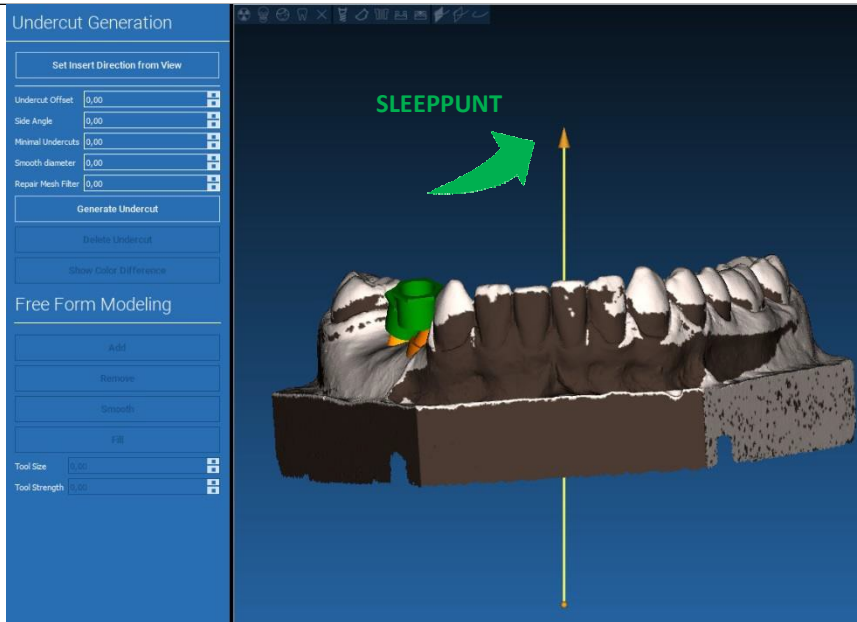 Undercut Generation
Set Insert Direction from View
Undercut Offset 0,00
Side Angle 0,00
Minimal Undercuts 0,00
Smooth diameter 0,00
Repair Mesh Filter 0,00
Generate Undercut
Delete Undercut
Show Color Difference
Free Form Modeling
Add
Remove
Smooth
Fill
Tool Size 0,00
Tool Strength 0,00
SLEEPPUNT